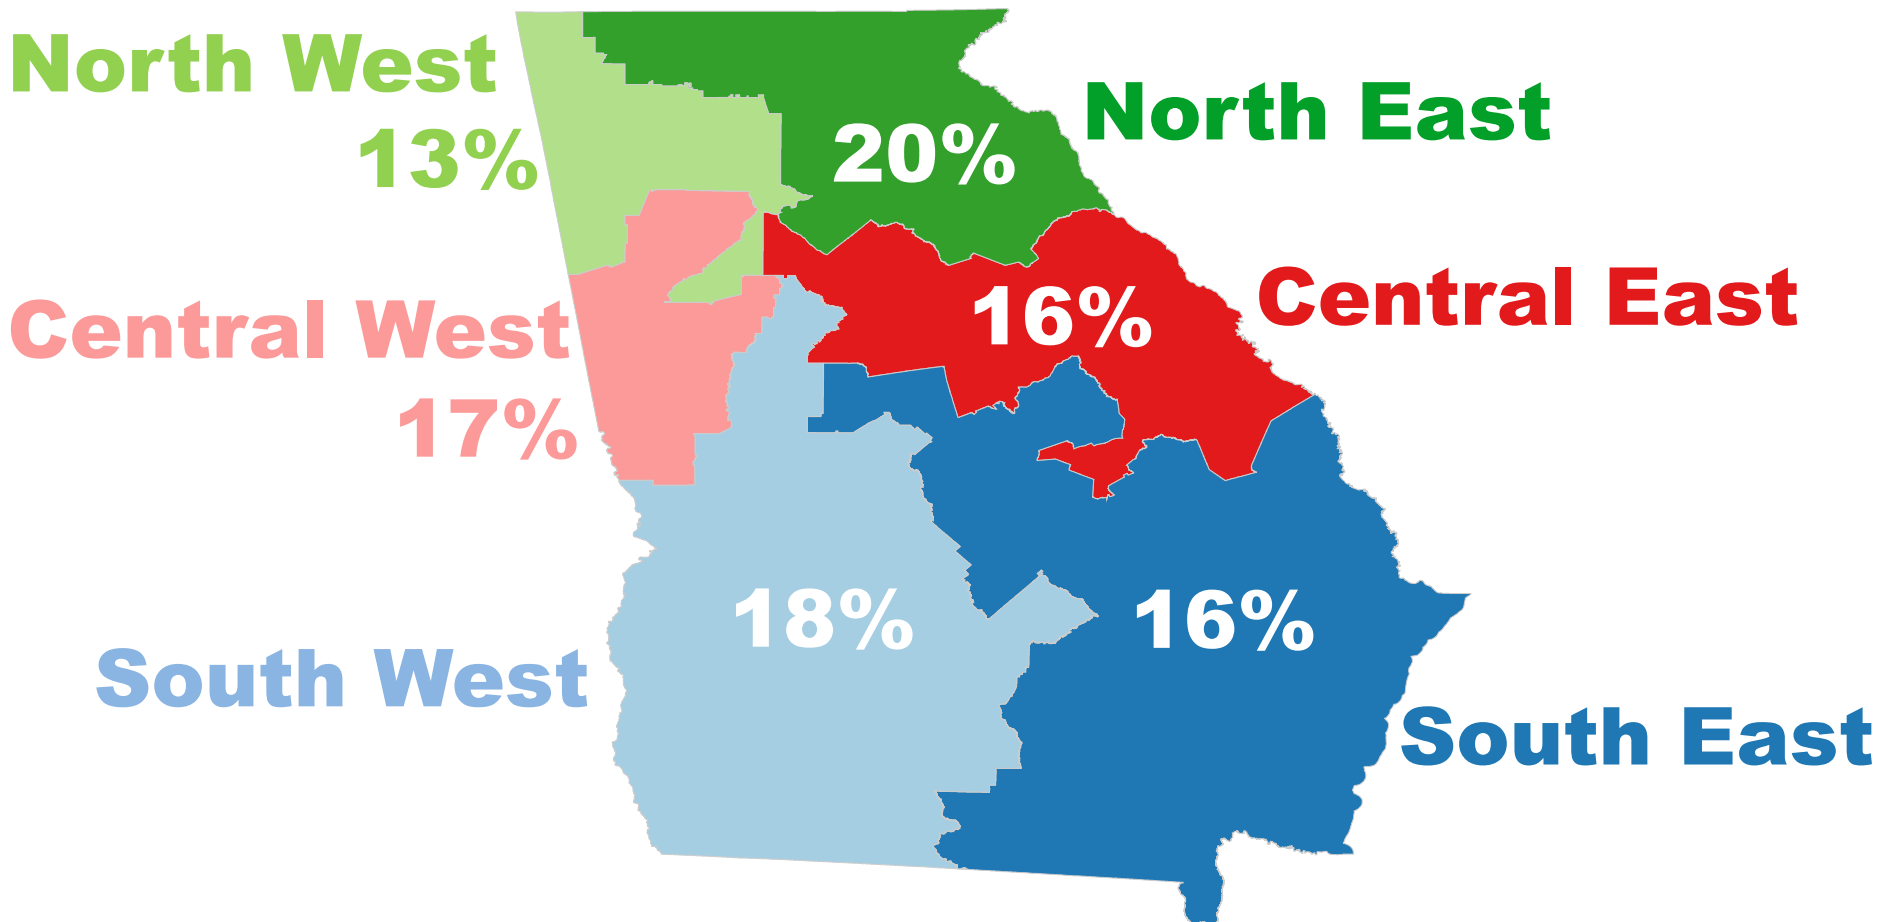 North West
13%
20%
North East
Central West
17%
16%
Central East
18%
16%
South West
South East